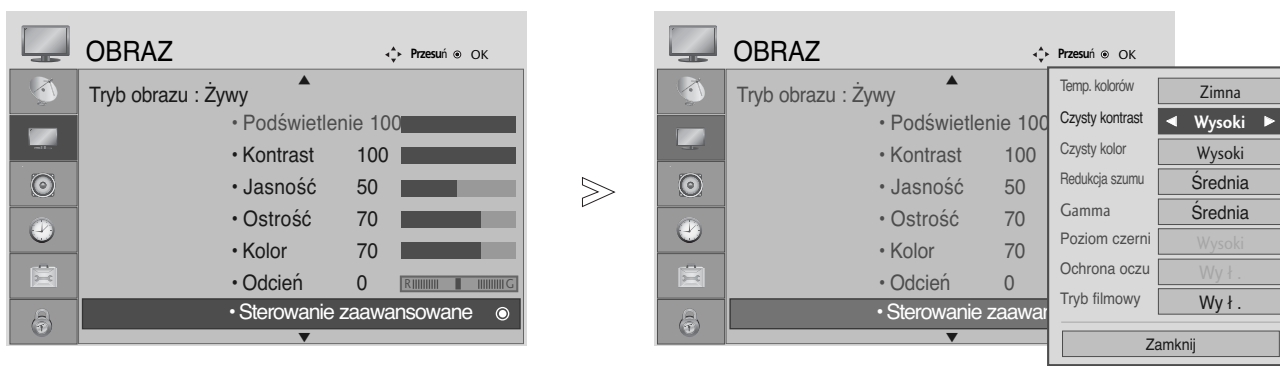 OBRAZ
Przesuń OK
Tryb obrazu : Żywy
• Podświetlenie 100
• Kontrast 100
• Jasność 50
• Ostrość 70
• Kolor 70
• Odcień 0 R G
• Sterowanie zaawansowane
OBRAZ
Przesuń OK
Tryb obrazu : Żywy
• Podświetlenie 100
• Kontrast 100
• Jasność 50
• Ostrość 70
• Kolor 70
• Odcień 0
• Sterowanie zaawan
Temp. kolorów Zimna
Czysty kontrast ◄ Wysoki ►
Czysty kolor Wysoki
Redukcja szumu Średnia
Gamma Średnia
Poziom czerni Wysoki
Ochrona oczu Wy ł .
Tryb filmowy Wy ł .
Zamknij